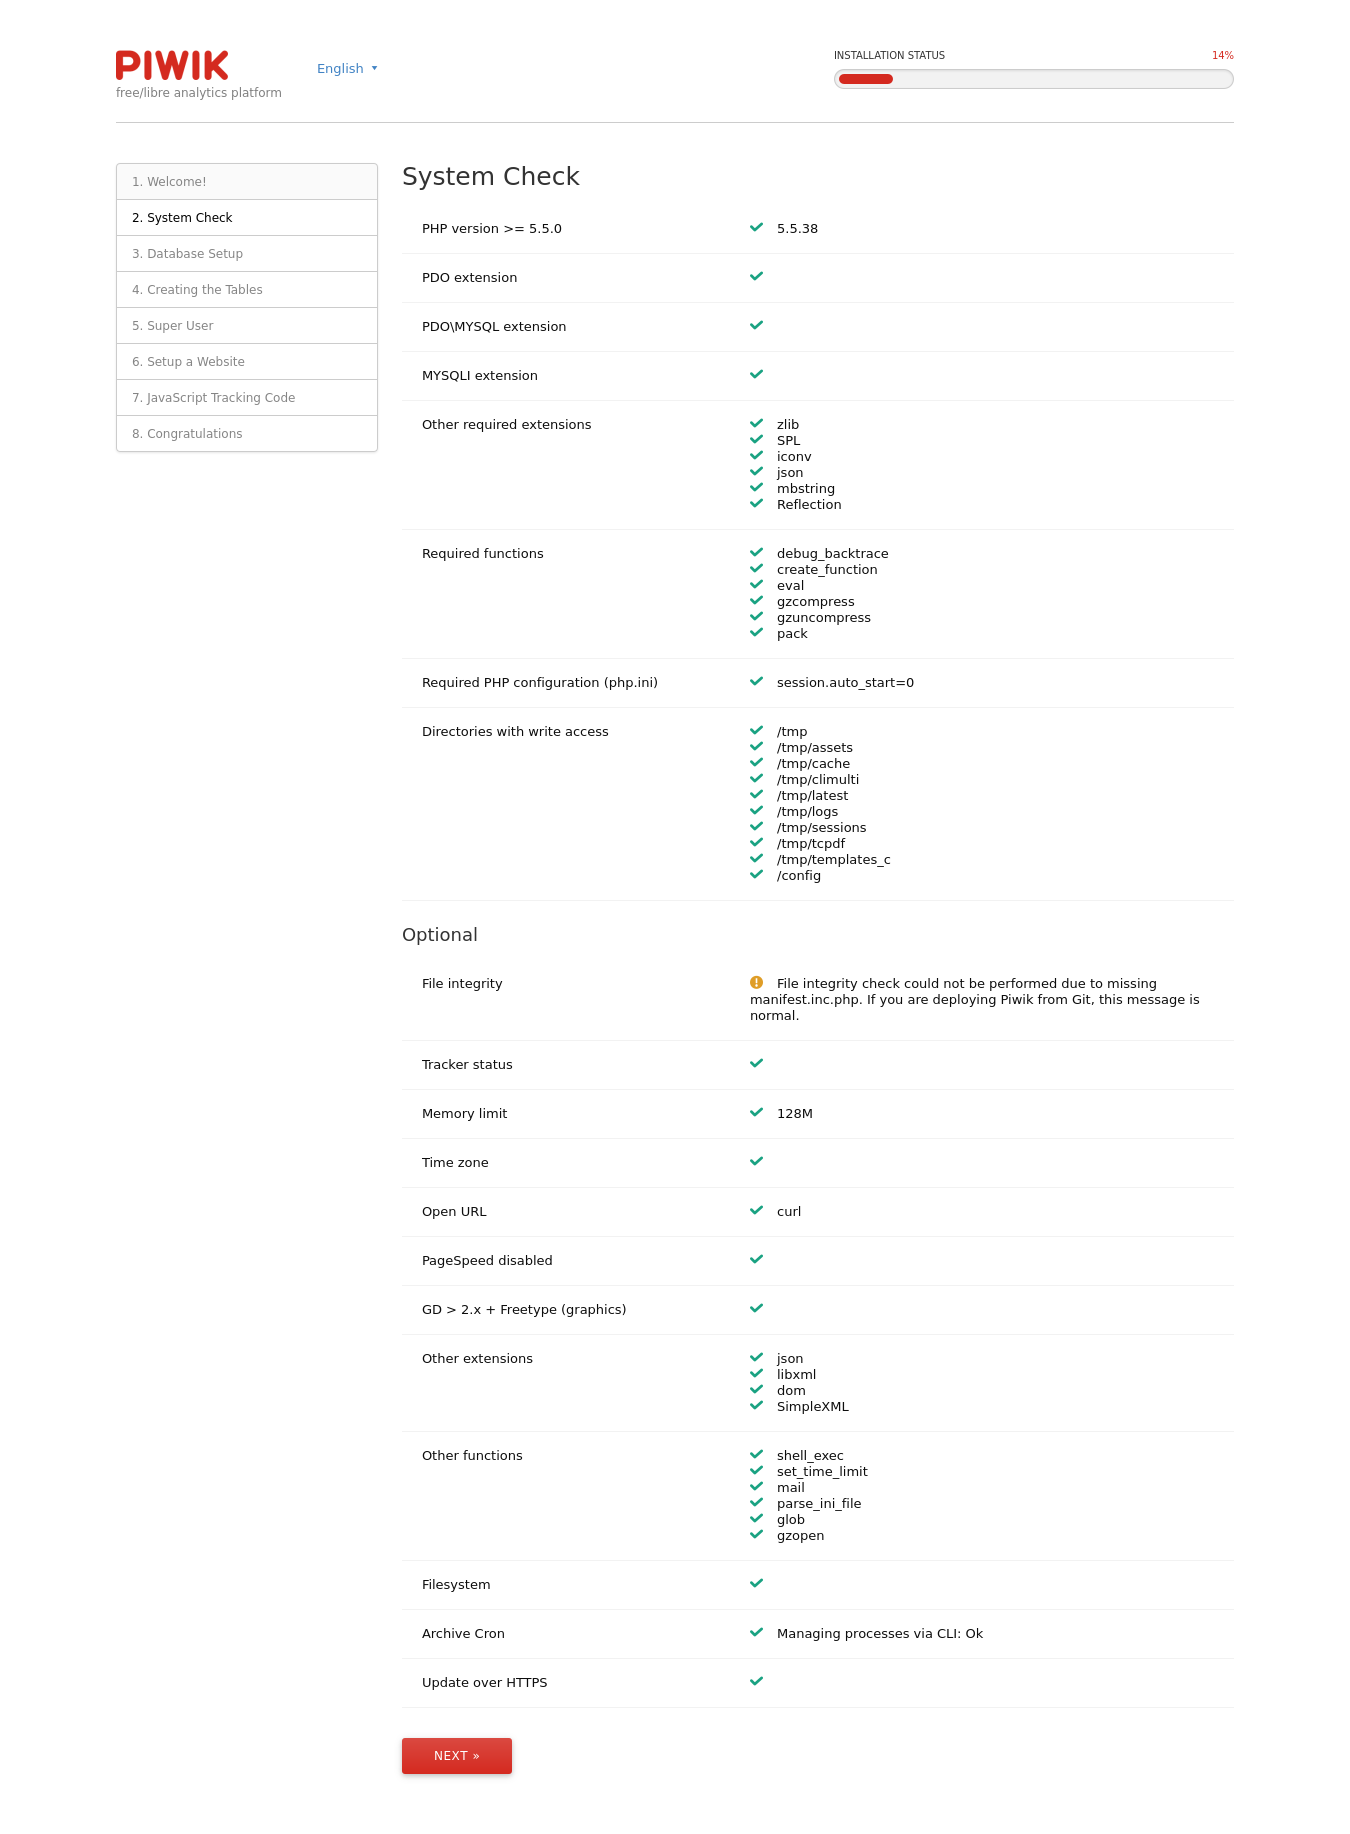 PIWIK
free/libre analytics platform
English
INSTALLATION STATUS 14%
1. Welcome!
2. System Check
3. Database Setup
4. Creating the Tables
5. Super User
6. Setup a Website
7. JavaScript Tracking Code
8. Congratulations
System Check
PHP version >= 5.5.0 5.5.38
PDO extension
PDO\MYSQL extension
MYSQLI extension
Other required extensions zlib
SPL
iconv
json
mbstring
Reflection
Required functions debug_backtrace
create_function
eval
gzcompress
gzuncompress
pack
Required PHP configuration (php.ini) session.auto_start=0
Directories with write access /tmp
/tmp/assets
/tmp/cache
/tmp/climulti
/tmp/latest
/tmp/logs
/tmp/sessions
/tmp/tcpdf
/tmp/templates_c
/config
Optional
File integrity File integrity check could not be performed due to missing
manifest.inc.php. If you are deploying Piwik from Git, this message is
normal.
Tracker status
Memory limit 128M
Time zone
Open URL curl
PageSpeed disabled
GD > 2.x + Freetype (graphics)
Other extensions json
libxml
dom
SimpleXML
Other functions shell_exec
set_time_limit
mail
parse_ini_file
glob
gzopen
Filesystem
Archive Cron Managing processes via CLI: Ok
Update over HTTPS
NEXT »